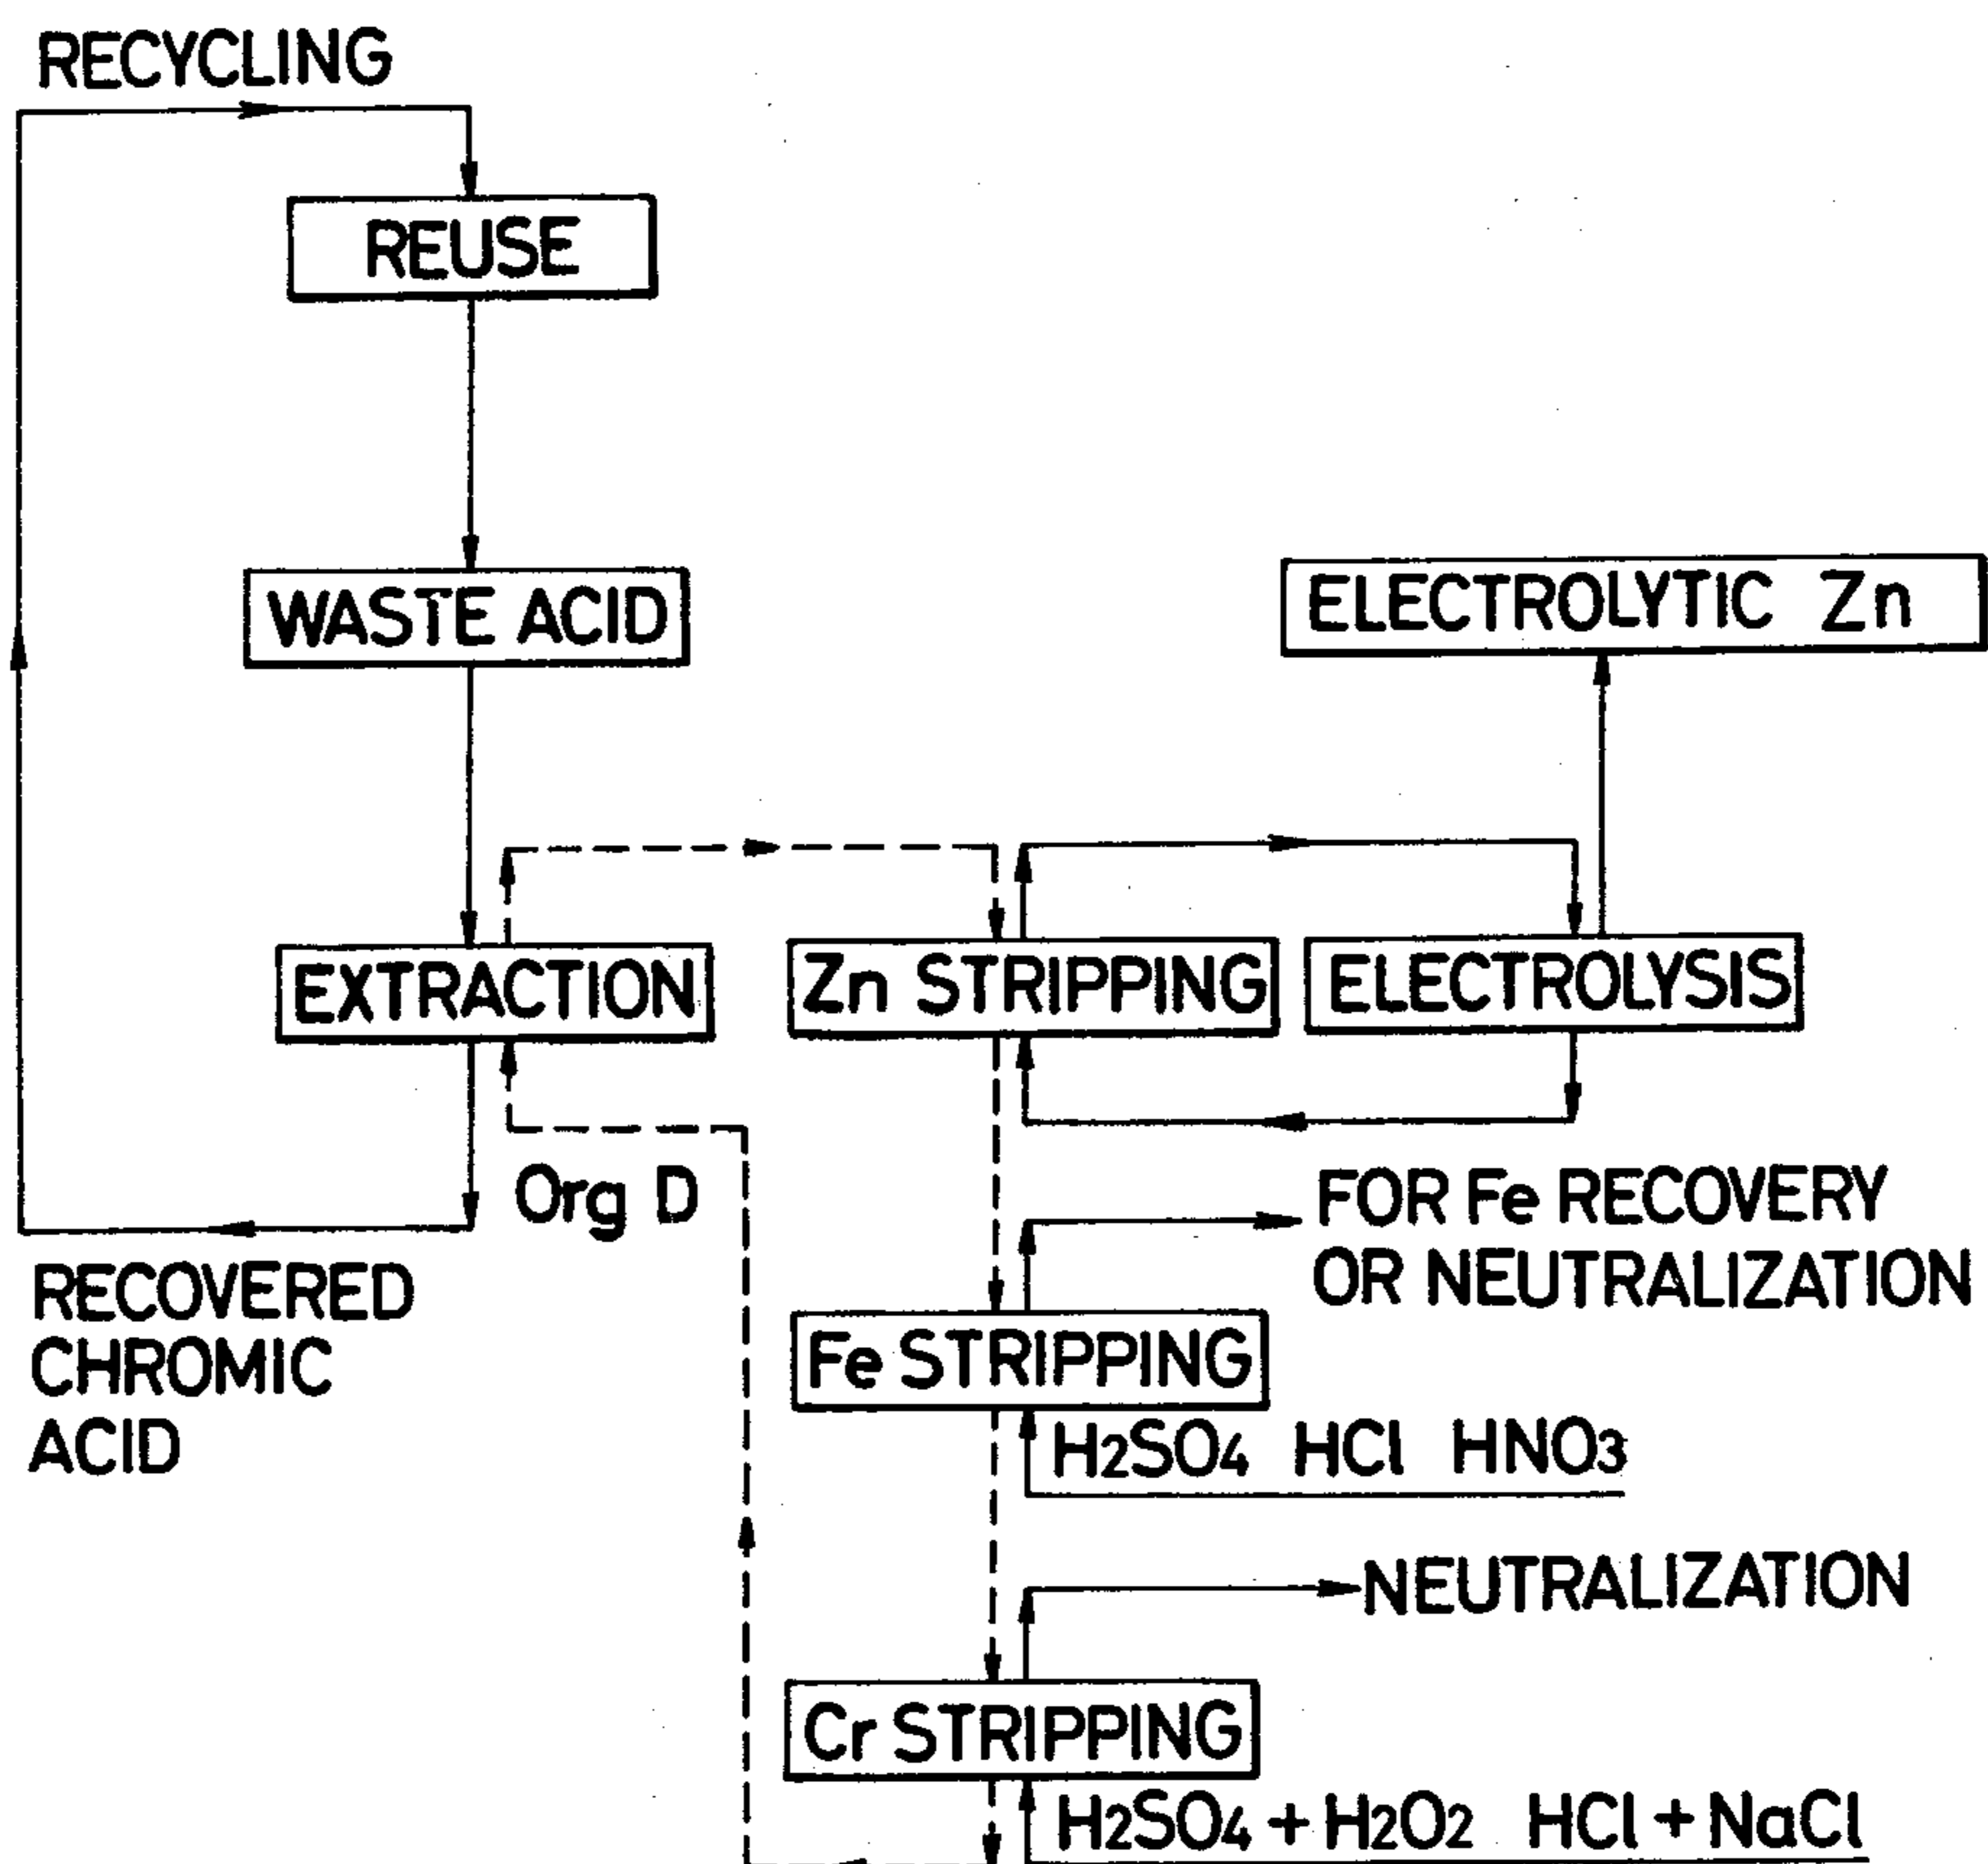 RECYCLING
REUSE
WASTE ACID
ELECTROLYTIC Zn
EXTRACTION
Zn STRIPPING
ELECTROLYSIS
Org D
FOR Fe RECOVERY
OR NEUTRALIZATION
RECOVERED
CHROMIC
ACID
Fe STRIPPING
H2SO4 HCl HNO3
NEUTRALIZATION
Cr STRIPPING
H2SO4 + H2O2 HCl + NaCl